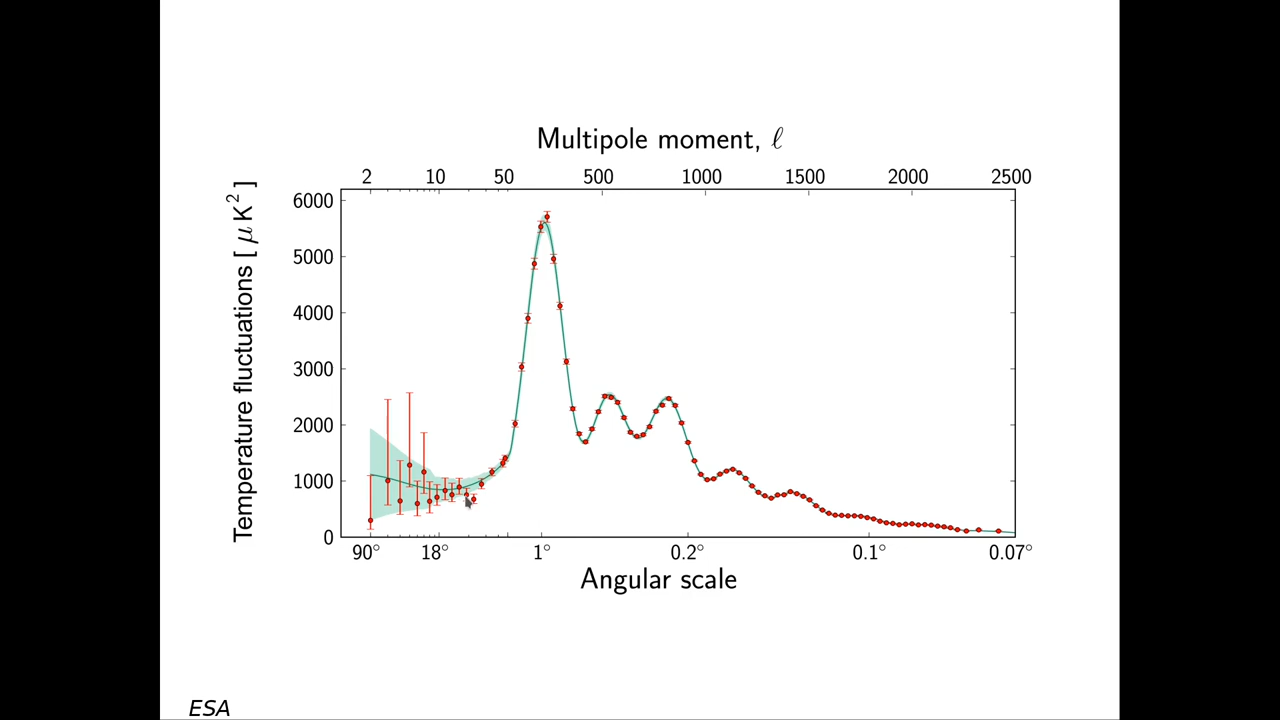 Multipole moment, ℓ
2 10 50 500 1000 1500 2000 2500
Temperature fluctuations [ μ K² ]
6000
5000
4000
3000
2000
1000
0
90° 18° 1° 0.2° 0.1° 0.07°
Angular scale
ESA